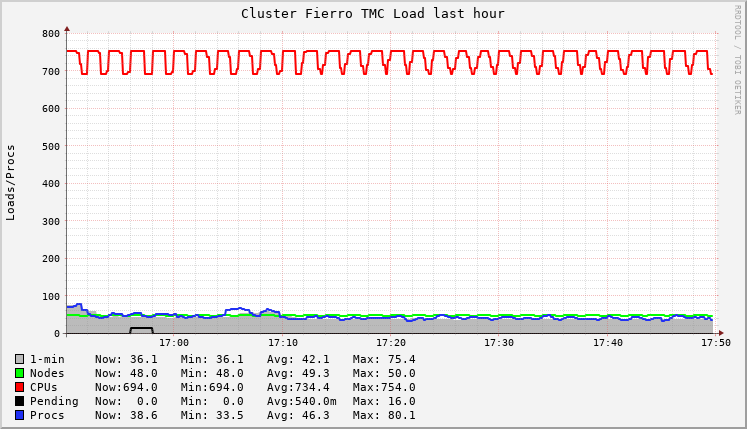 Cluster Fierro TMC Load last hour
RRDTOOL / TOBI OETIKER
Loads/Procs
800
700
600
500
400
300
200
100
0
17:00 17:10 17:20 17:30 17:40 17:50
1-min Now: 36.1 Min: 36.1 Avg: 42.1 Max: 75.4
Nodes Now: 48.0 Min: 48.0 Avg: 49.3 Max: 50.0
CPUs Now:694.0 Min:694.0 Avg:734.4 Max:754.0
Pending Now: 0.0 Min: 0.0 Avg:540.0m Max: 16.0
Procs Now: 38.6 Min: 33.5 Avg: 46.3 Max: 80.1